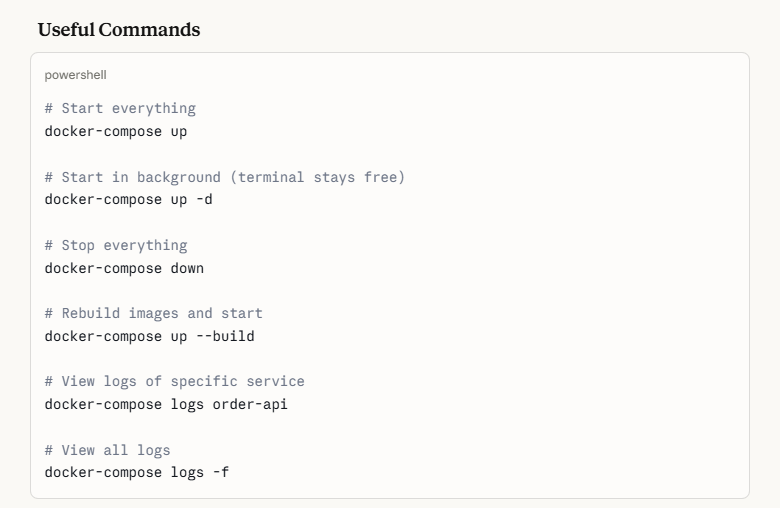 Useful Commands
powershell
# Start everything
docker-compose up
# Start in background (terminal stays free)
docker-compose up -d
# Stop everything
docker-compose down
# Rebuild images and start
docker-compose up --build
# View logs of specific service
docker-compose logs order-api
# View all logs
docker-compose logs -f